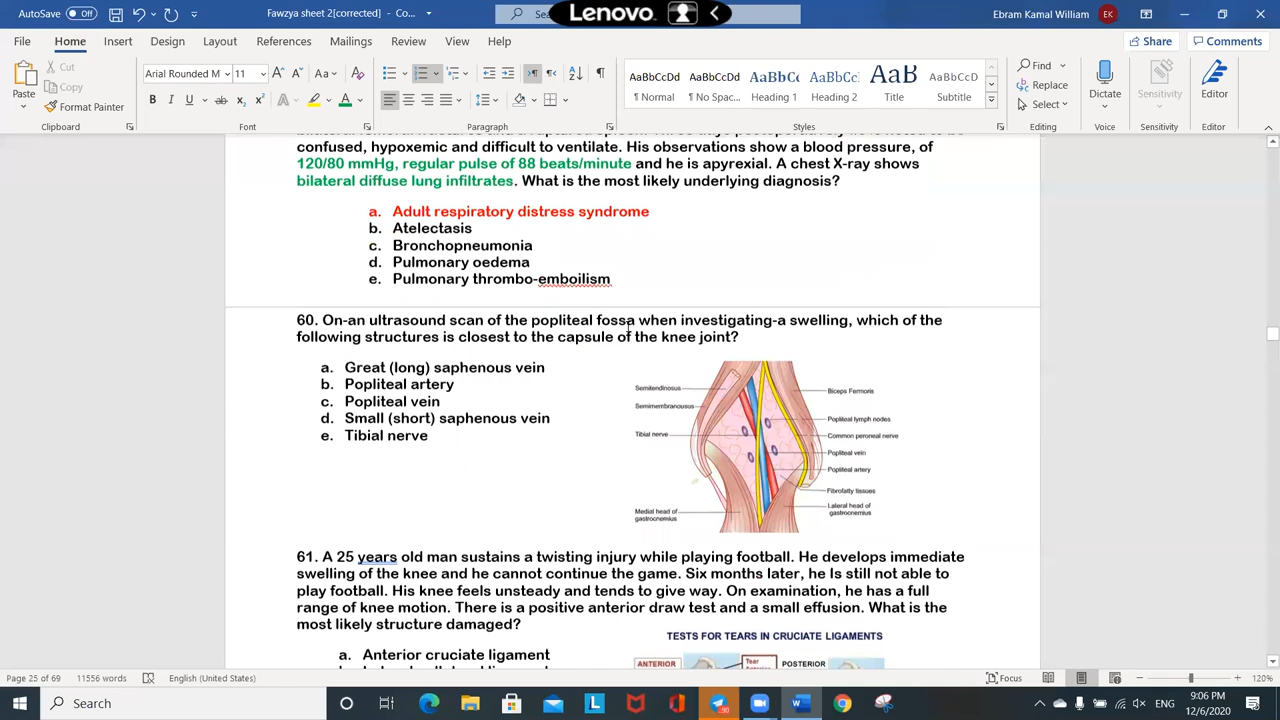 AutoSave Off
Fawzya Sheet 2[corrected]
Saved to this PC
Lenovo
Ebram Kamal William
File Home Insert Design Layout References Mailings Review View Help
Share Comments
Cut
Copy
Format Painter
Paste
Arial Rounded M 11
AaBbCcDd AaBbCcDd AaBbCc AaBbCc AaB AaBbCcD
¶ Normal ¶ No Spac... Heading 1 Heading 2 Title Subtitle
Find
Replace
Select
Dictate Sensitivity Editor
Clipboard Font Paragraph Styles Editing Voice Sensitivity Editor
confused, hypoxemic and difficult to ventilate. His observations show a blood pressure, of
120/80 mmHg, regular pulse of 88 beats/minute and he is apyrexial. A chest X-ray shows
bilateral diffuse lung infiltrates. What is the most likely underlying diagnosis?
a. Adult respiratory distress syndrome
b. Atelectasis
c. Bronchopneumonia
d. Pulmonary oedema
e. Pulmonary thrombo-emboilism
60. On-an ultrasound scan of the popliteal fossa when investigating-a swelling, which of the
following structures is closest to the capsule of the knee joint?
a. Great (long) saphenous vein
b. Popliteal artery
c. Popliteal vein
d. Small (short) saphenous vein
e. Tibial nerve
Semitendinosus
Semimembranousus
Tibial nerve
Medial head of
gastrocnemius
Biceps Femoris
Popliteal lymph nodes
Common peroneal nerve
Popliteal vein
Popliteal artery
Fibrofatty tissues
Lateral head of
gastrocnemius
61. A 25 years old man sustains a twisting injury while playing football. He develops immediate
swelling of the knee and he cannot continue the game. Six months later, he Is still not able to
play football. His knee feels unsteady and tends to give way. On examination, he has a full
range of knee motion. There is a positive anterior draw test and a small effusion. What is the
most likely structure damaged?
TESTS FOR TEARS IN CRUCIATE LIGAMENTS
a. Anterior cruciate ligament
ANTERIOR Tear POSTERIOR
11556 words English (United States) Focus 120%
Search
ENG 9:06 PM
12/6/2020